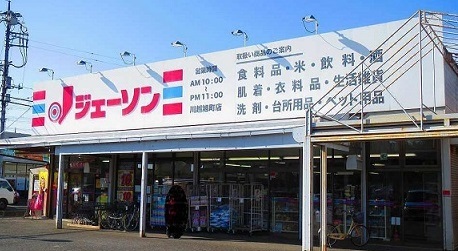 ジェーソン
営業時間
AM10:00
~
PM11:00
川越旭町店
取扱い商品のご案内
食料品・米・飲料・酒
肌着・衣料品・生活雑貨
洗剤・台所用品・ペット用品